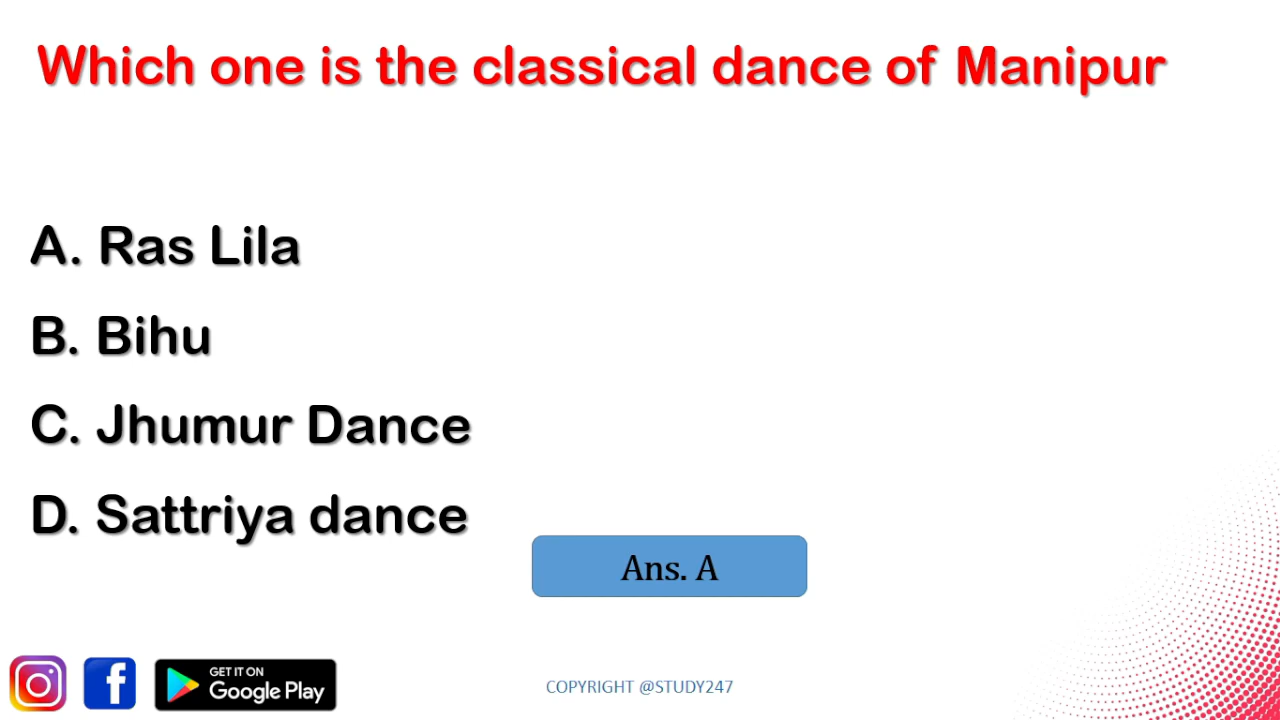 Which one is the classical dance of Manipur
A. Ras Lila
B. Bihu
C. Jhumur Dance
D. Sattriya dance
Ans. A
GET IT ON
Google Play
COPYRIGHT @STUDY247